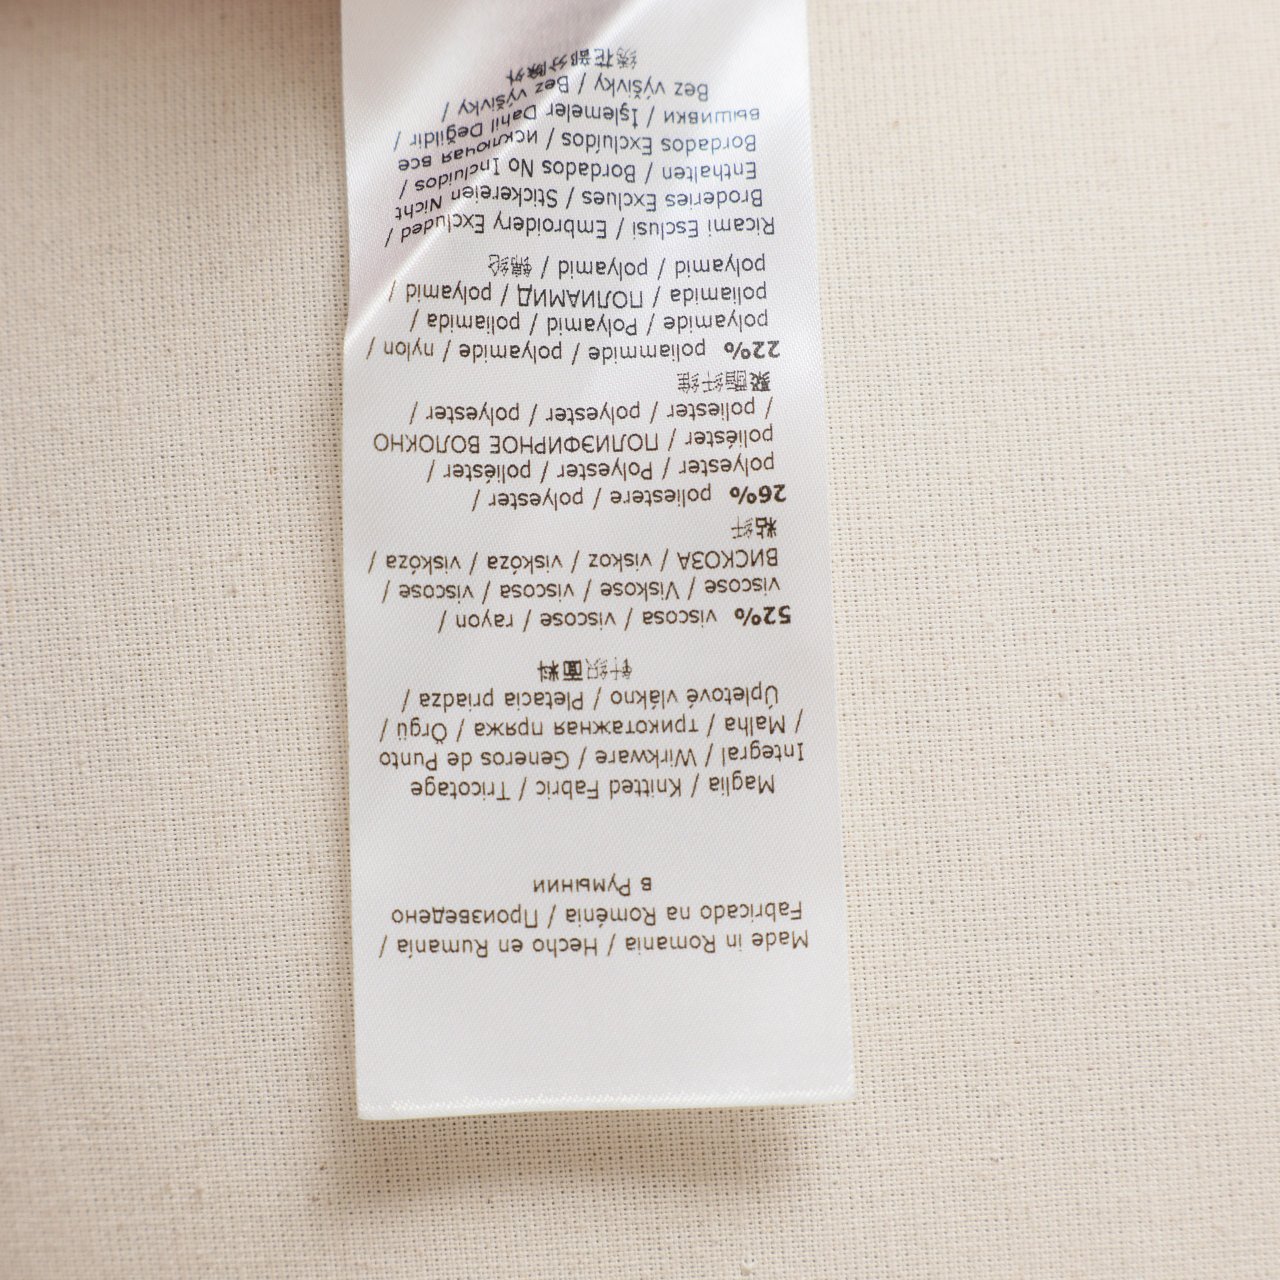 Made in Romania / Hecho en Rumanía /
Fabricado na Roménia / Произведено
в Румынии
Maglia / Knitted Fabric / Tricotage
Integral / Wirkware / Generos de Punto
/ Malha / трикотажная пряжа / Örgü /
Úpletové vlákno / Pletacia priadza /
针织面料
52% viscosa / viscose / rayon /
viscose / Viskose / viscosa / viscose /
ВИСКОЗА / viskoz / viskóza / viskóza /
粘纤
26% poliestere / polyester /
polyester / Polyester / poliéster /
poliéster / ПОЛИЭФИРНОЕ ВОЛОКНО
/ poliester / polyester / polyester /
聚酯纤维
22% poliammide / polyamide / nylon /
polyamide / Polyamid / poliamida /
poliamida / ПОЛИАМИД / polyamid /
polyamid / polyamid / 锦纶
Ricami Esclusi / Embroidery Excluded /
Broderies Exclues / Stickereien Nicht
Enthalten / Bordados No Incluidos /
Bordados Excluídos / исключая все
вышивки / İşlemeler Dahil Değildir /
Bez výšivky / Bez výšivky /
绣花部分除外